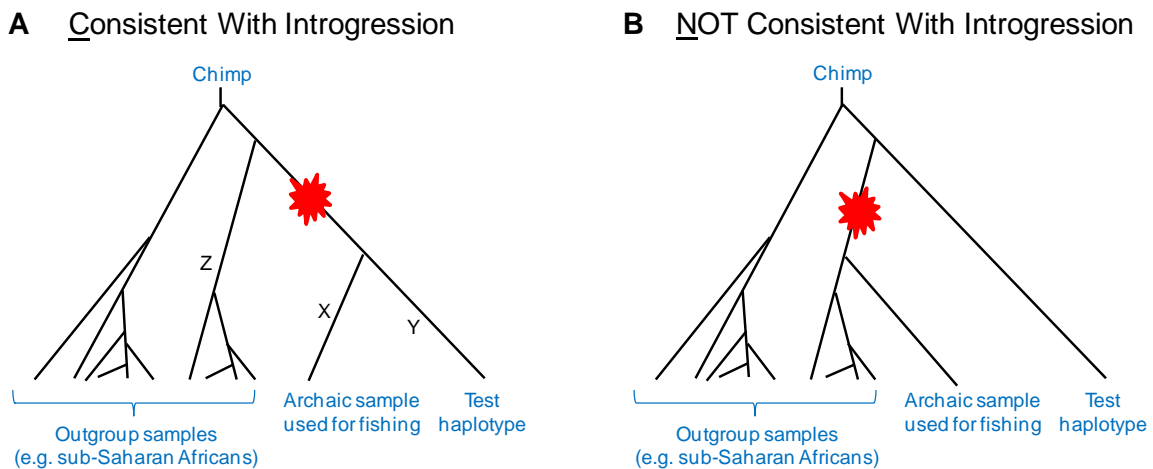 A Consistent With Introgression
Chimp
Z
X
Y
Outgroup samples
(e.g. sub-Saharan Africans)
Archaic sample
used for fishing
Test
haplotype
B NOT Consistent With Introgression
Chimp
Outgroup samples
(e.g. sub-Saharan Africans)
Archaic sample
used for fishing
Test
haplotype